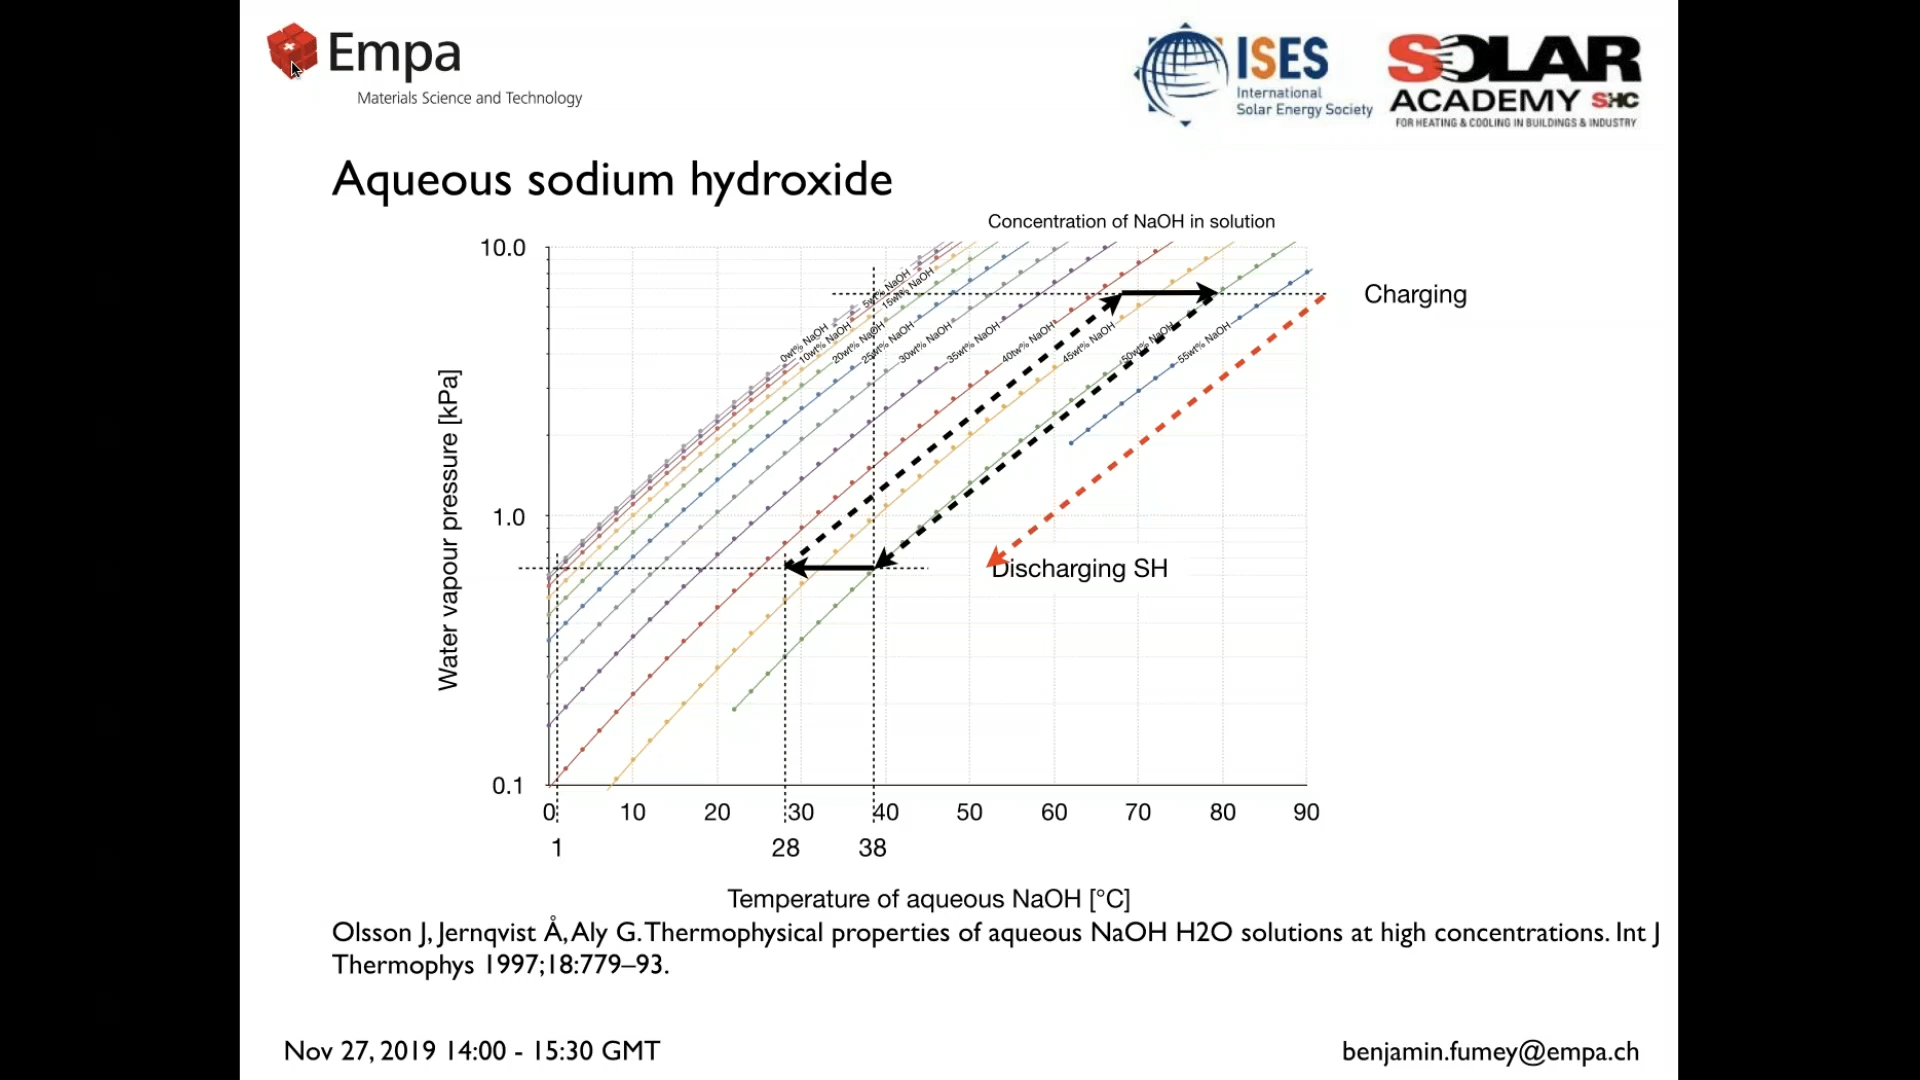 Empa
Materials Science and Technology
ISES
International
Solar Energy Society
SOLAR
ACADEMY SHC
FOR HEATING & COOLING IN BUILDINGS & INDUSTRY
Aqueous sodium hydroxide
Concentration of NaOH in solution
10.0
1.0
0.1
Water vapour pressure [kPa]
5wt% NaOH
15wt% NaOH
0wt% NaOH
10wt% NaOH
20wt% NaOH
25wt% NaOH
30wt% NaOH
35wt% NaOH
40tw% NaOH
45wt% NaOH
50wt% NaOH
55wt% NaOH
Charging
Discharging SH
0 10 20 30 40 50 60 70 80 90
1 28 38
Temperature of aqueous NaOH [°C]
Olsson J, Jernqvist Å, Aly G. Thermophysical properties of aqueous NaOH H2O solutions at high concentrations. Int J
Thermophys 1997;18:779–93.
Nov 27, 2019 14:00 - 15:30 GMT
benjamin.fumey@empa.ch